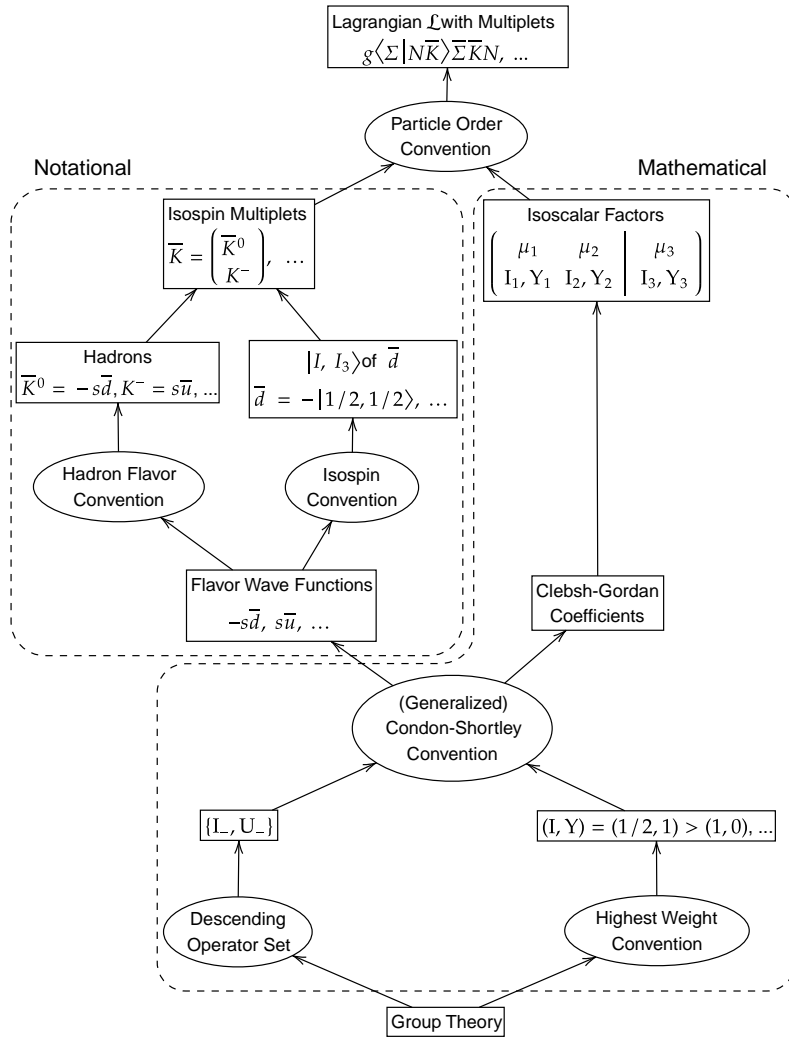 Lagrangian ℒ with Multiplets
g⟨Σ|NK̅⟩Σ̅K̅N, ...
Particle Order
Convention
Notational
Mathematical
Isospin Multiplets
K̅ = (K̅⁰
K⁻), ...
Isoscalar Factors
(μ₁ μ₂ | μ₃
I₁, Y₁ I₂, Y₂ | I₃, Y₃)
Hadrons
K̅⁰ = −sd̅, K⁻ = su̅, ...
|I, I₃⟩of d̅
d̅ = −|1/2, 1/2⟩, ...
Hadron Flavor
Convention
Isospin
Convention
Flavor Wave Functions
−sd̅, su̅, ...
Clebsh-Gordan
Coefficients
(Generalized)
Condon-Shortley
Convention
{I₋, U₋}
(I, Y) = (1/2, 1) > (1, 0), ...
Descending
Operator Set
Highest Weight
Convention
Group Theory